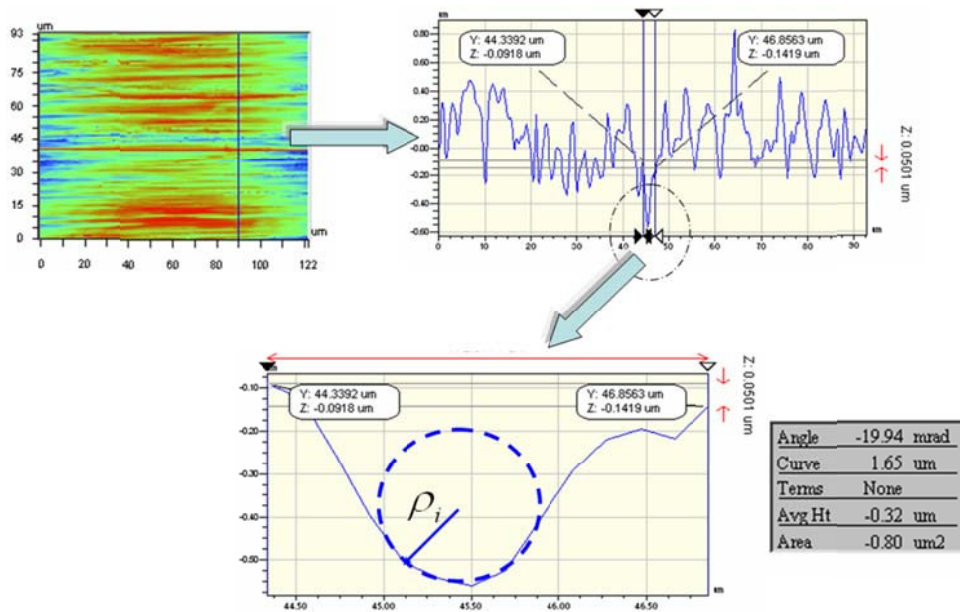 um
93
75
60
45
30
15
0
um
0 20 40 60 80 100 122
um
0.80
0.60
0.40
0.20
-0.00
-0.20
-0.40
-0.60
Y: 44.3392 um
Z: -0.0918 um
Y: 46.8563 um
Z: -0.1419 um
Z: 0.0501 um
um
0 10 20 30 40 50 60 70 80 90
-0.10
-0.20
-0.30
-0.40
-0.50
Y: 44.3392 um
Z: -0.0918 um
Y: 46.8563 um
Z: -0.1419 um
Z: 0.0501 um
ρi
um
44.50 45.00 45.50 46.00 46.50
Angle -19.94 mrad
Curve 1.65 um
Terms None
Avg Ht -0.32 um
Area -0.80 um2